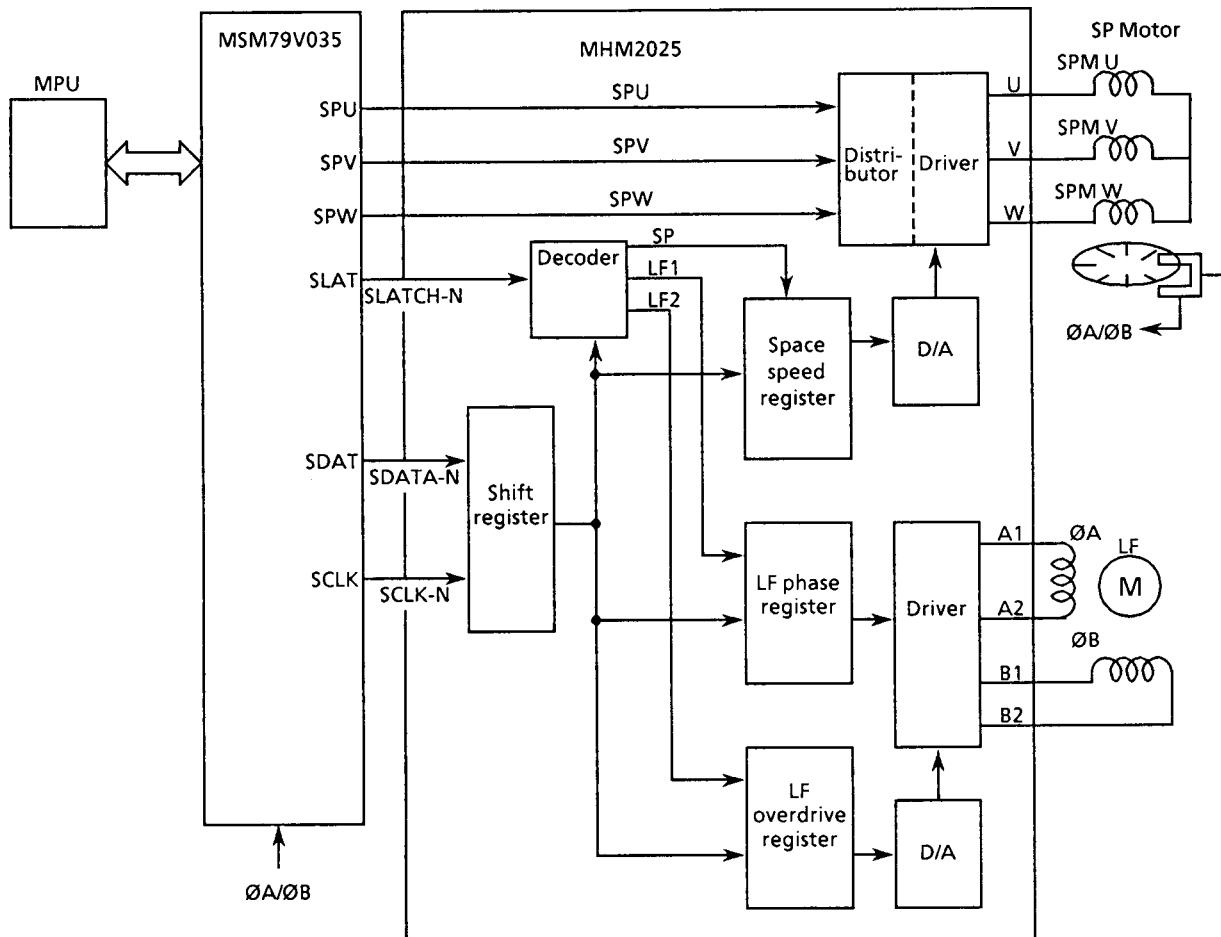 MSM79V035
MHM2025
SP Motor
MPU
SPM U
SPU
SPU
U
SPV
SPV
SPM V
V
Distri-
butor
Driver
SPW
SPW
SPM W
W
SLAT
SLATCH-N
Decoder
SP
LF1
LF2
ØA/ØB
Space
speed
register
D/A
SDAT
SDATA-N
Shift
register
SCLK
SCLK-N
LF phase
register
Driver
A1
ØA
LF
M
A2
ØB
B1
B2
LF
overdrive
register
D/A
ØA/ØB